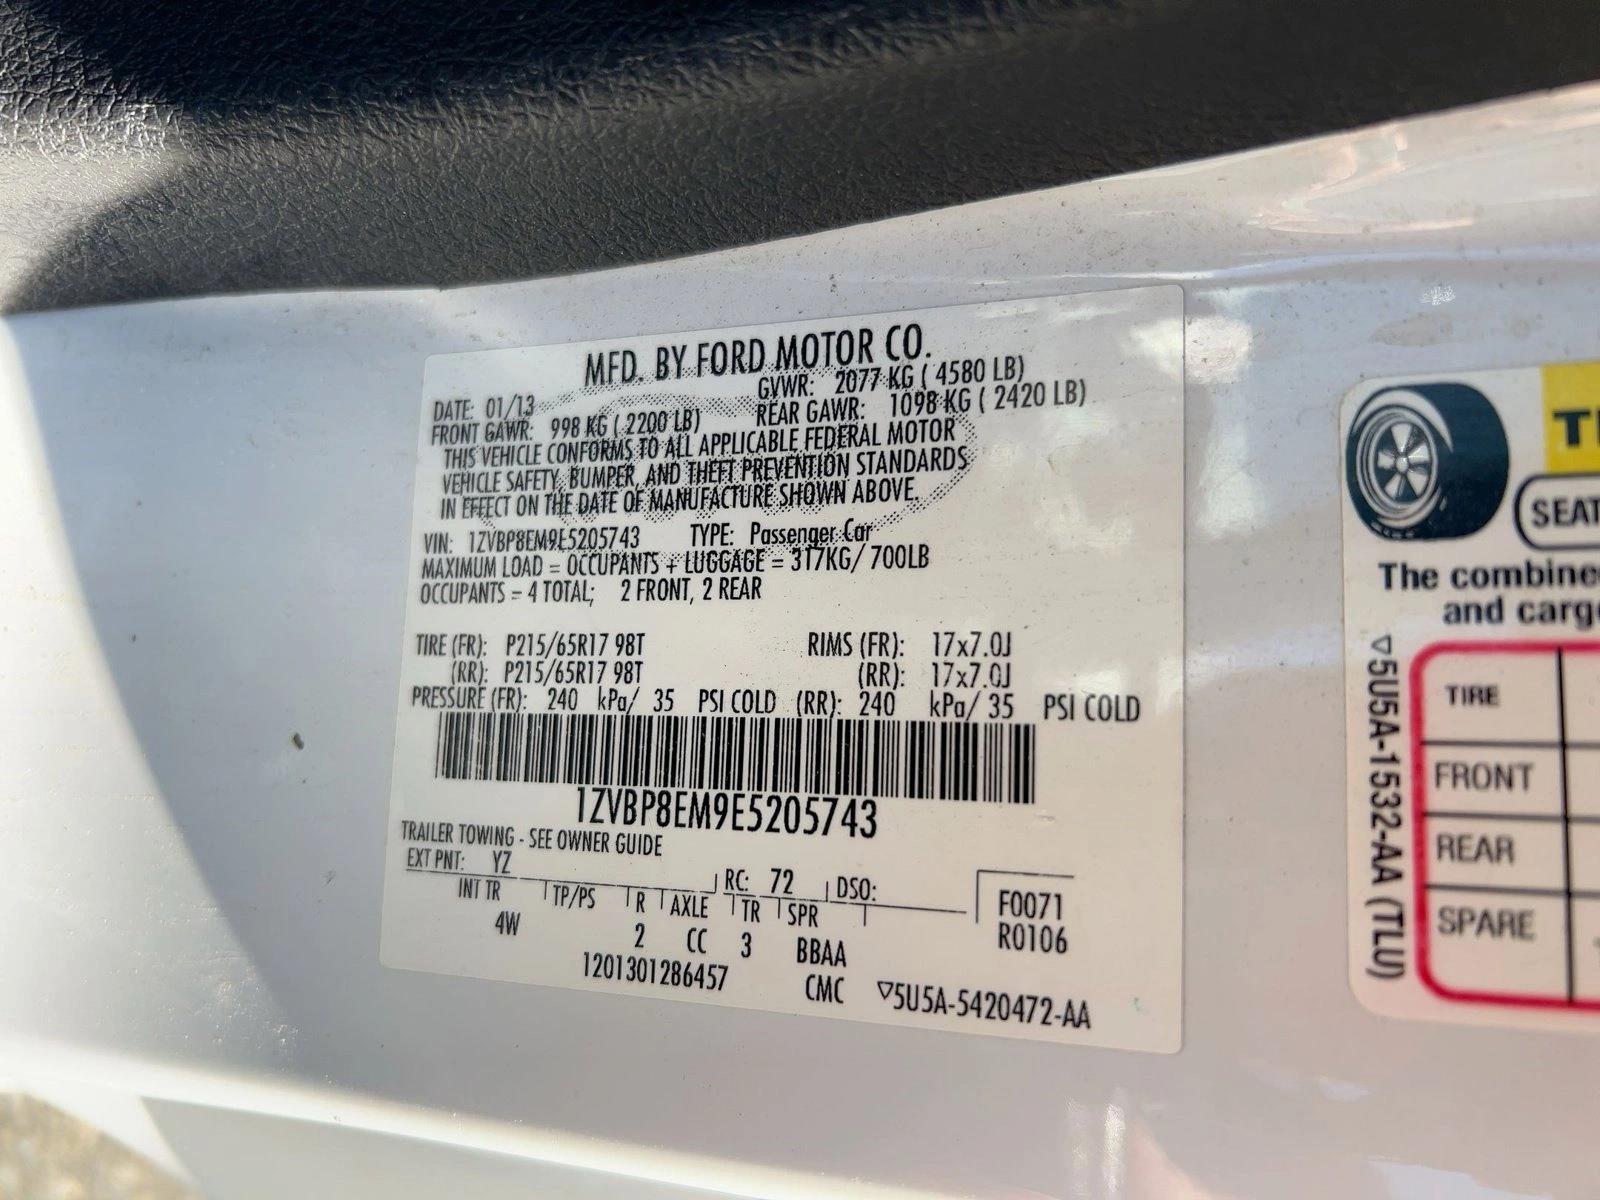 MFD. BY FORD MOTOR CO.
DATE: 01/13 GVWR: 2077 KG ( 4580 LB)
FRONT GAWR: 998 KG ( 2200 LB) REAR GAWR: 1098 KG ( 2420 LB)
THIS VEHICLE CONFORMS TO ALL APPLICABLE FEDERAL MOTOR
VEHICLE SAFETY, BUMPER, AND THEFT PREVENTION STANDARDS
IN EFFECT ON THE DATE OF MANUFACTURE SHOWN ABOVE.
VIN: 1ZVBP8EM9E5205743 TYPE: Passenger Car
MAXIMUM LOAD = OCCUPANTS + LUGGAGE = 317KG/ 700LB
OCCUPANTS = 4 TOTAL; 2 FRONT, 2 REAR
TIRE (FR): P215/65R17 98T RIMS (FR): 17x7.0J
(RR): P215/65R17 98T (RR): 17x7.0J
PRESSURE (FR): 240 kPa/ 35 PSI COLD (RR): 240 kPa/ 35 PSI COLD
1ZVBP8EM9E5205743
TRAILER TOWING - SEE OWNER GUIDE
EXT PNT: YZ RC: 72 DSO:
INT TR TP/PS R AXLE TR SPR F0071
4W 2 CC 3 BBAA R0106
1201301286457 CMC ▽5U5A-5420472-AA
SEAT
The combine
and cargo
▽5U5A-1532-AA (TLU)
TIRE
FRONT
REAR
SPARE